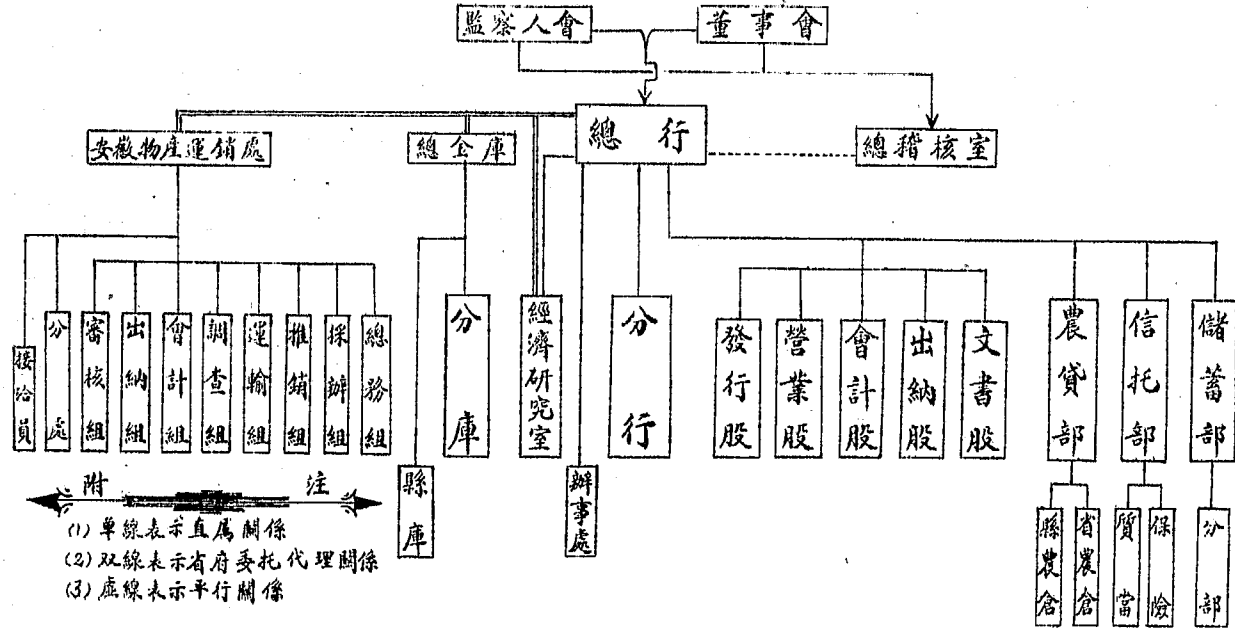 監察人會
董事會
總行
安徽物產運銷處
總金庫
總稽核室
接給員
分處
審核組
出納組
會計組
調查組
運輸組
推銷組
採辦組
總務組
縣庫
分庫
經濟研究室
辦事處
分行
發行股
營業股
會計股
出納股
文書股
農貸部
信托部
儲蓄部
縣農倉
省農倉
質當
保險
分部
附 注
(1) 單線表示直屬關係
(2) 双線表示省府委托代理關係
(3) 虛線表示平行關係